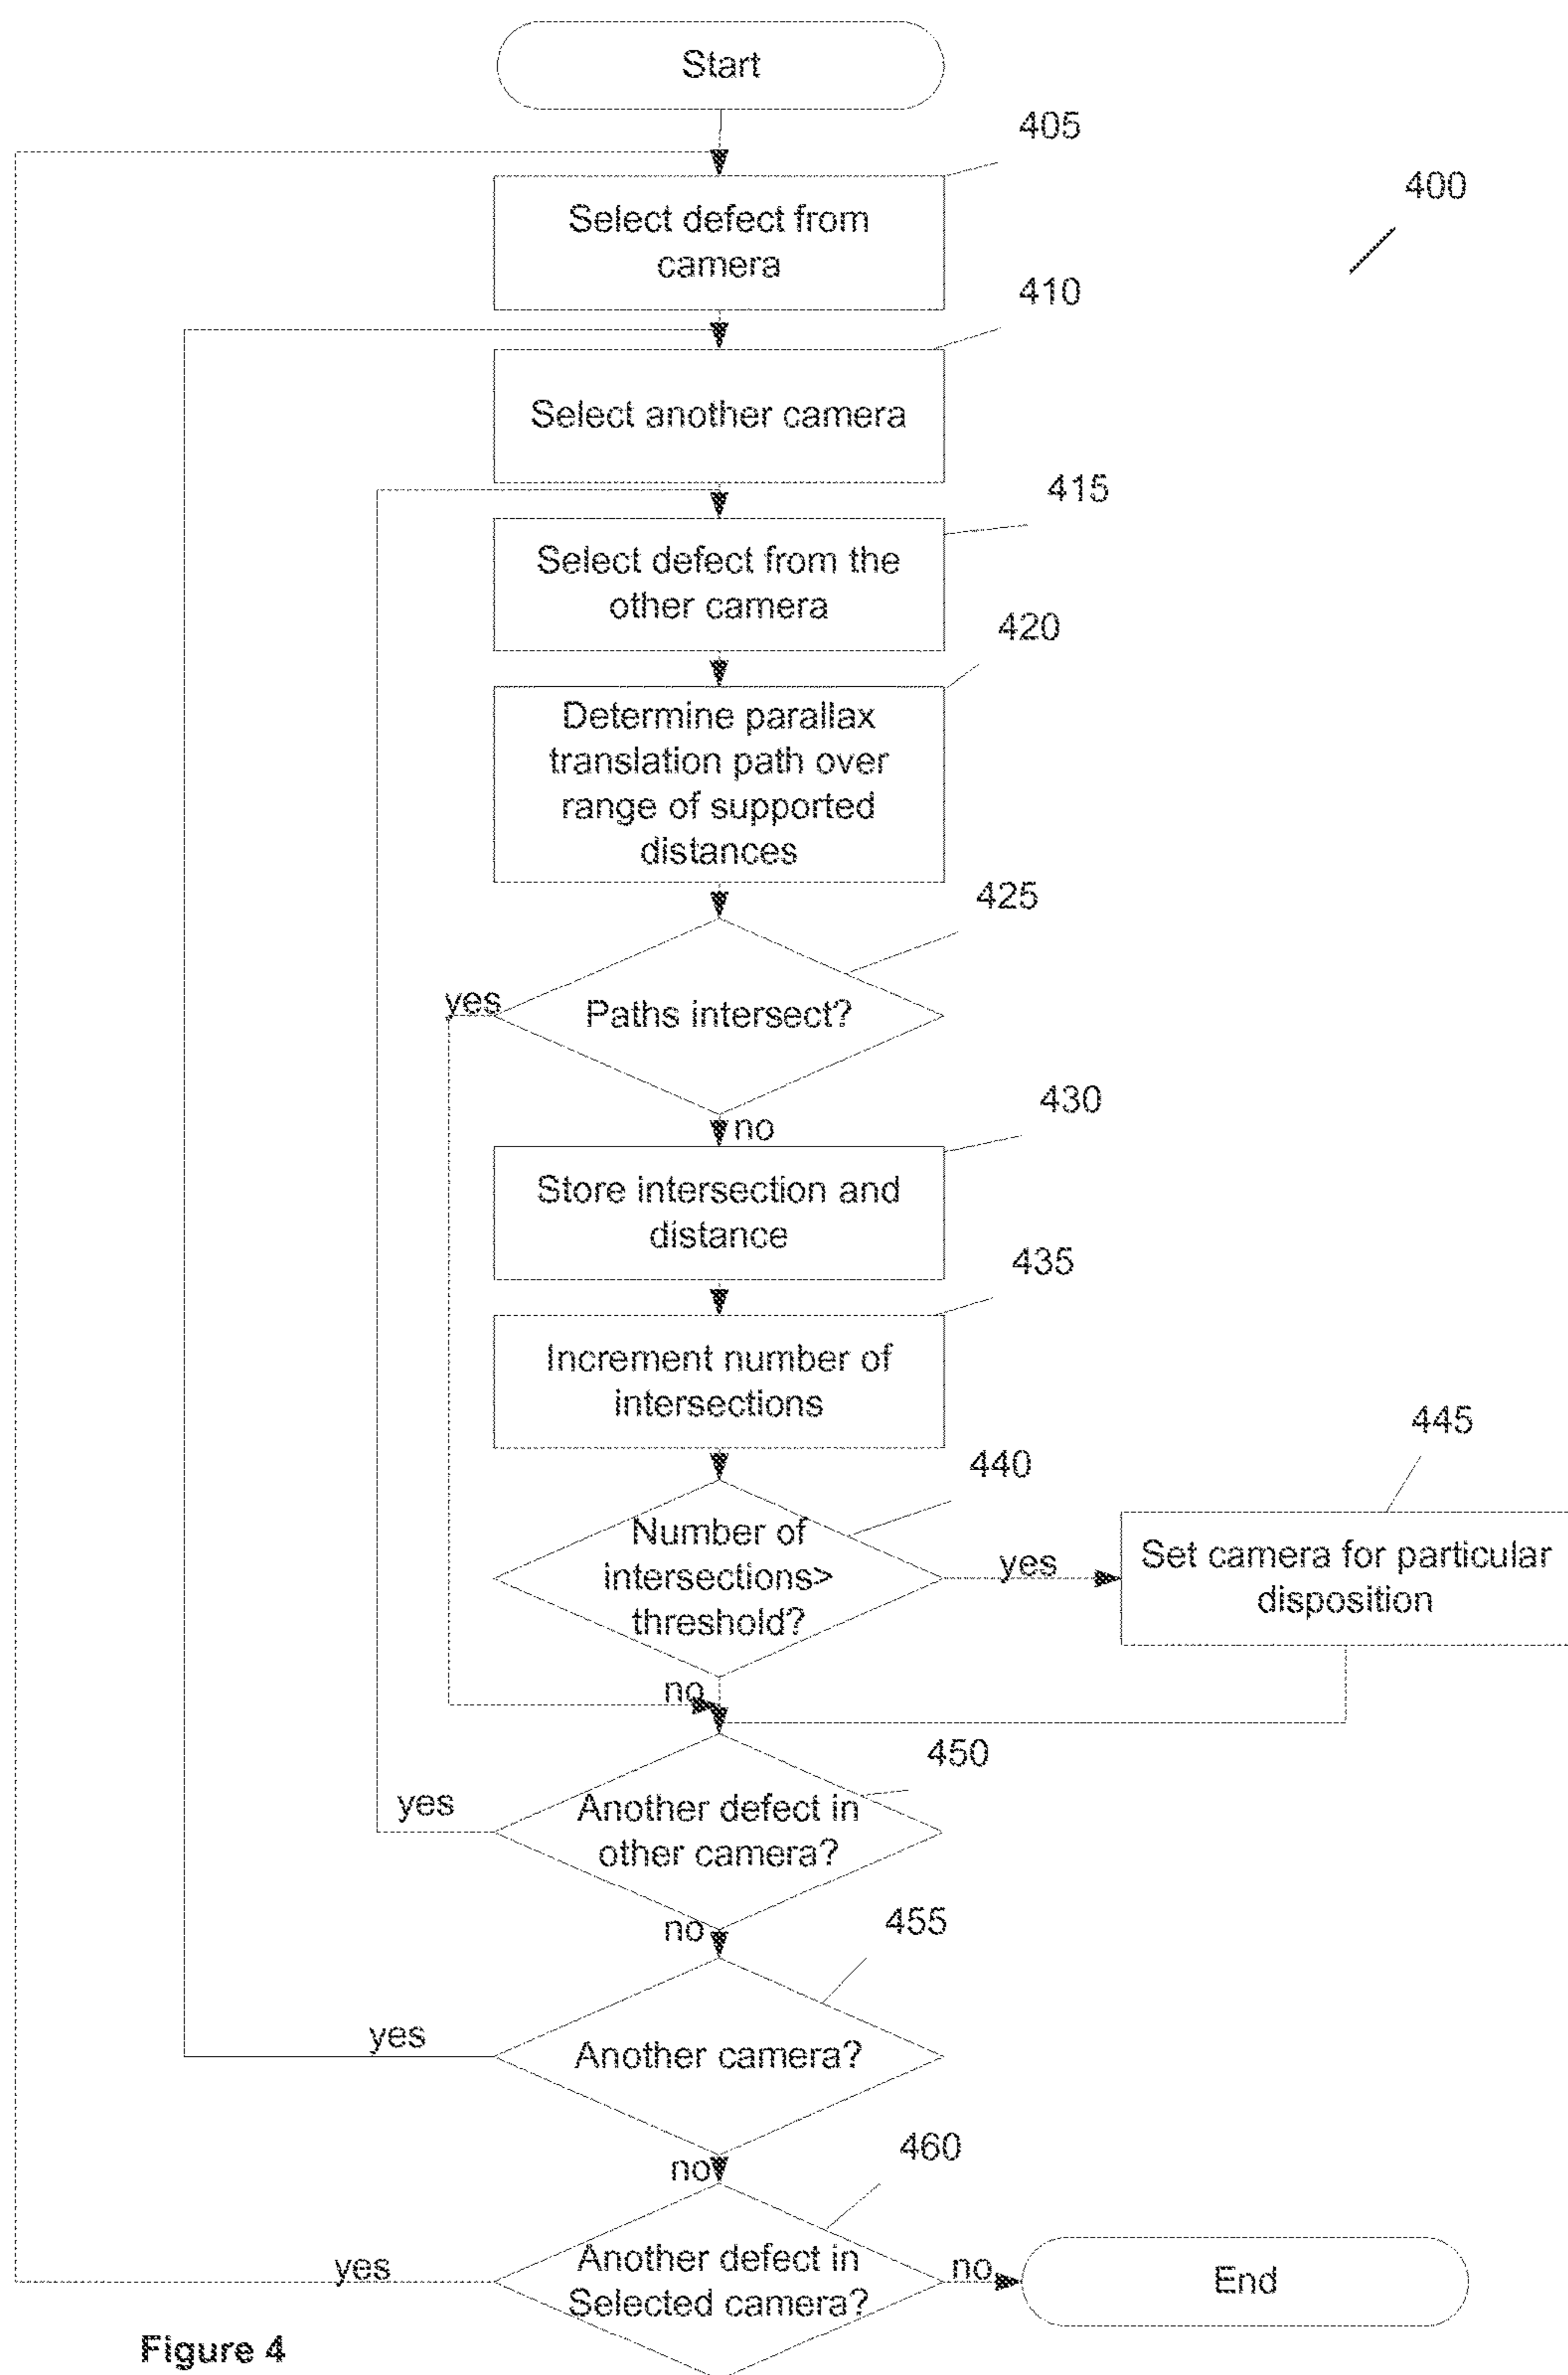 Start
405
400
Select defect from
camera
410
Select another camera
415
Select defect from the
other camera
420
Determine parallax
translation path over
range of supported
distances
425
yes
Paths intersect?
no
430
Store intersection and
distance
435
Increment number of
intersections
440
445
Number of
intersections>
threshold?
yes
Set camera for particular
disposition
no
450
yes
Another defect in
other camera?
no
455
yes
Another camera?
no
460
yes
Another defect in
Selected camera?
no
End
Figure 4